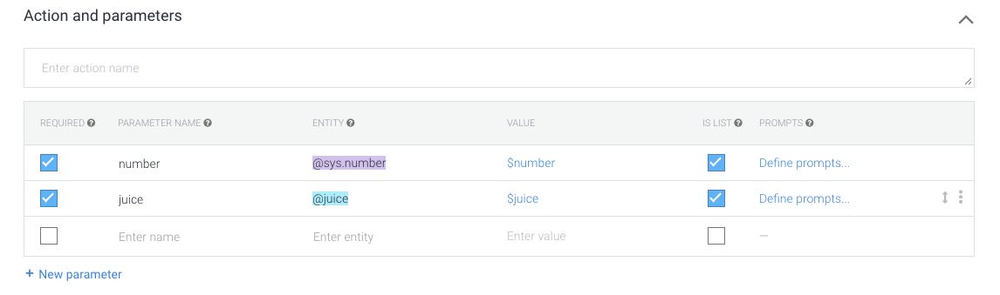 Action and parameters
Enter action name
REQUIRED PARAMETER NAME ENTITY VALUE IS LIST PROMPTS
number @sys.number $number Define prompts...
juice @juice $juice Define prompts...
Enter name Enter entity Enter value —
+ New parameter